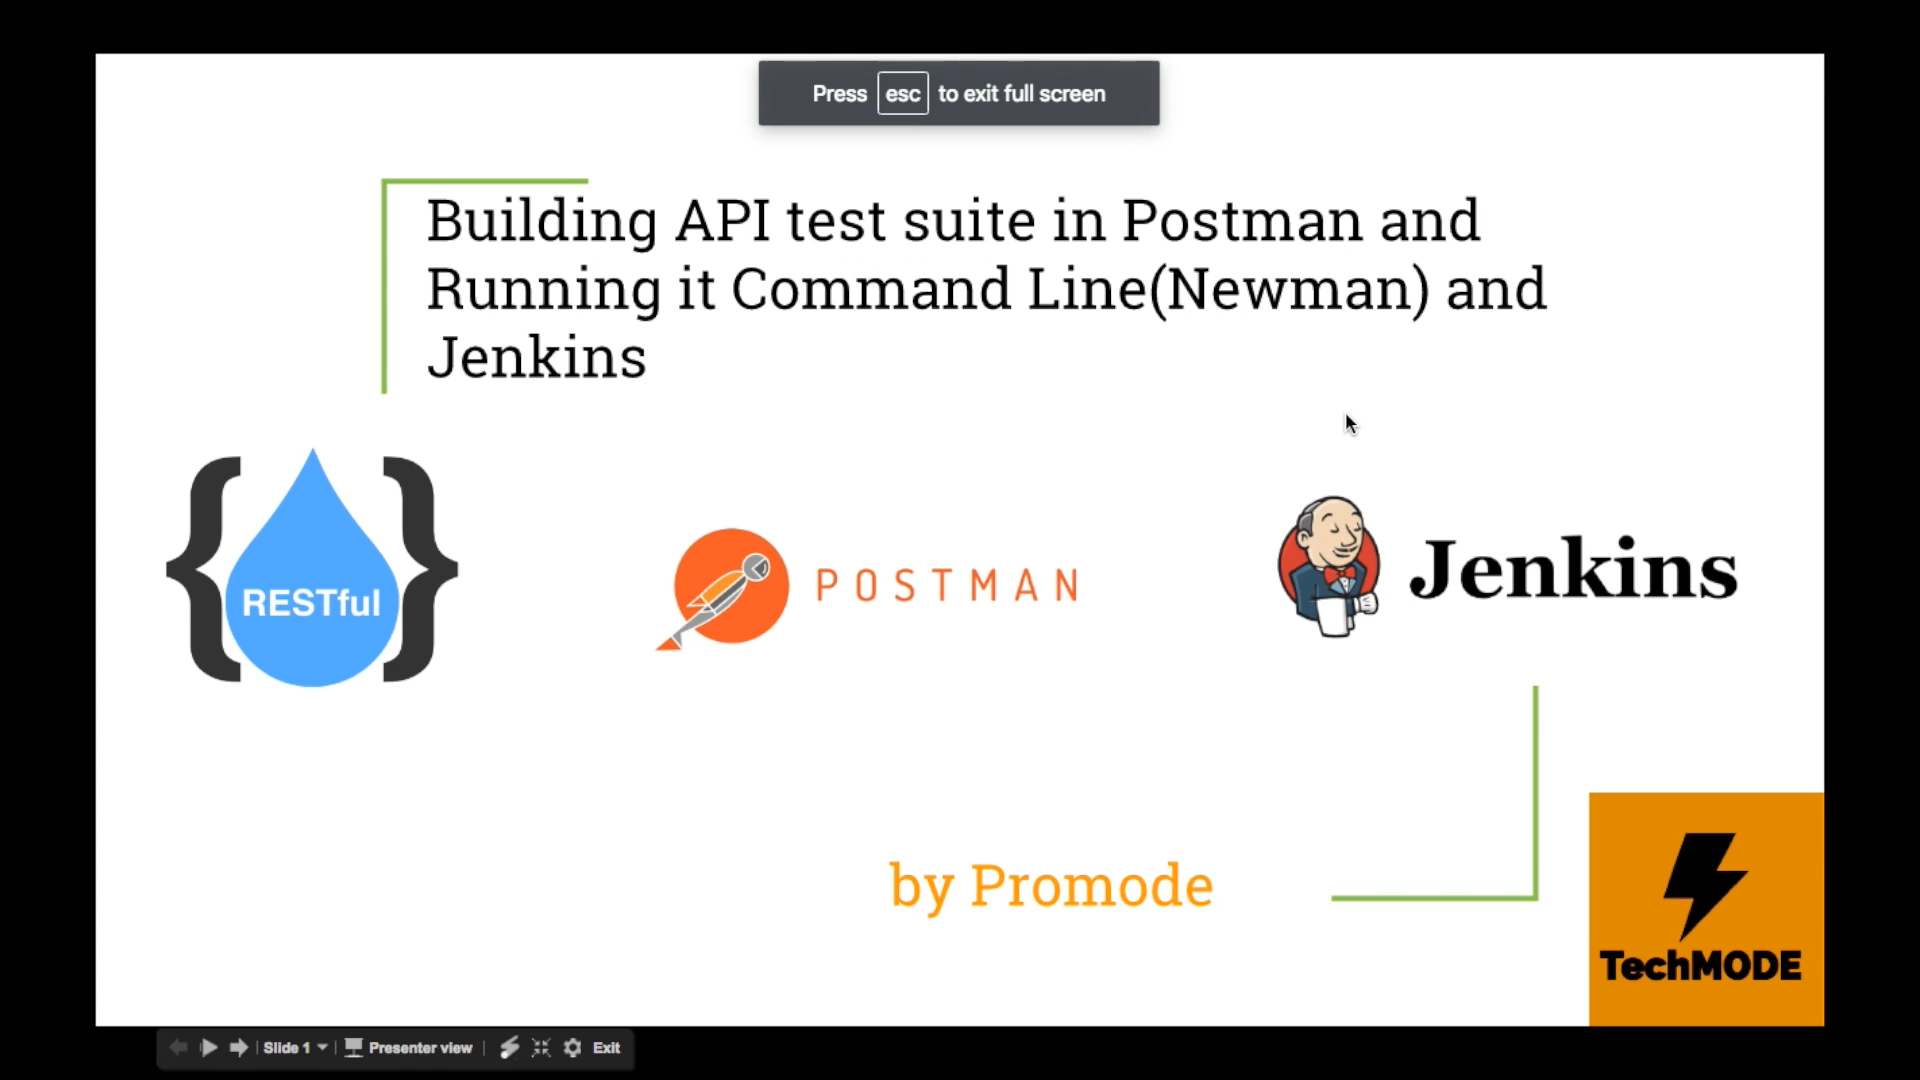 Press esc to exit full screen
Building API test suite in Postman and
Running it Command Line(Newman) and
Jenkins
RESTful
POSTMAN
Jenkins
by Promode
TechMODE
Slide 1 Presenter view Exit